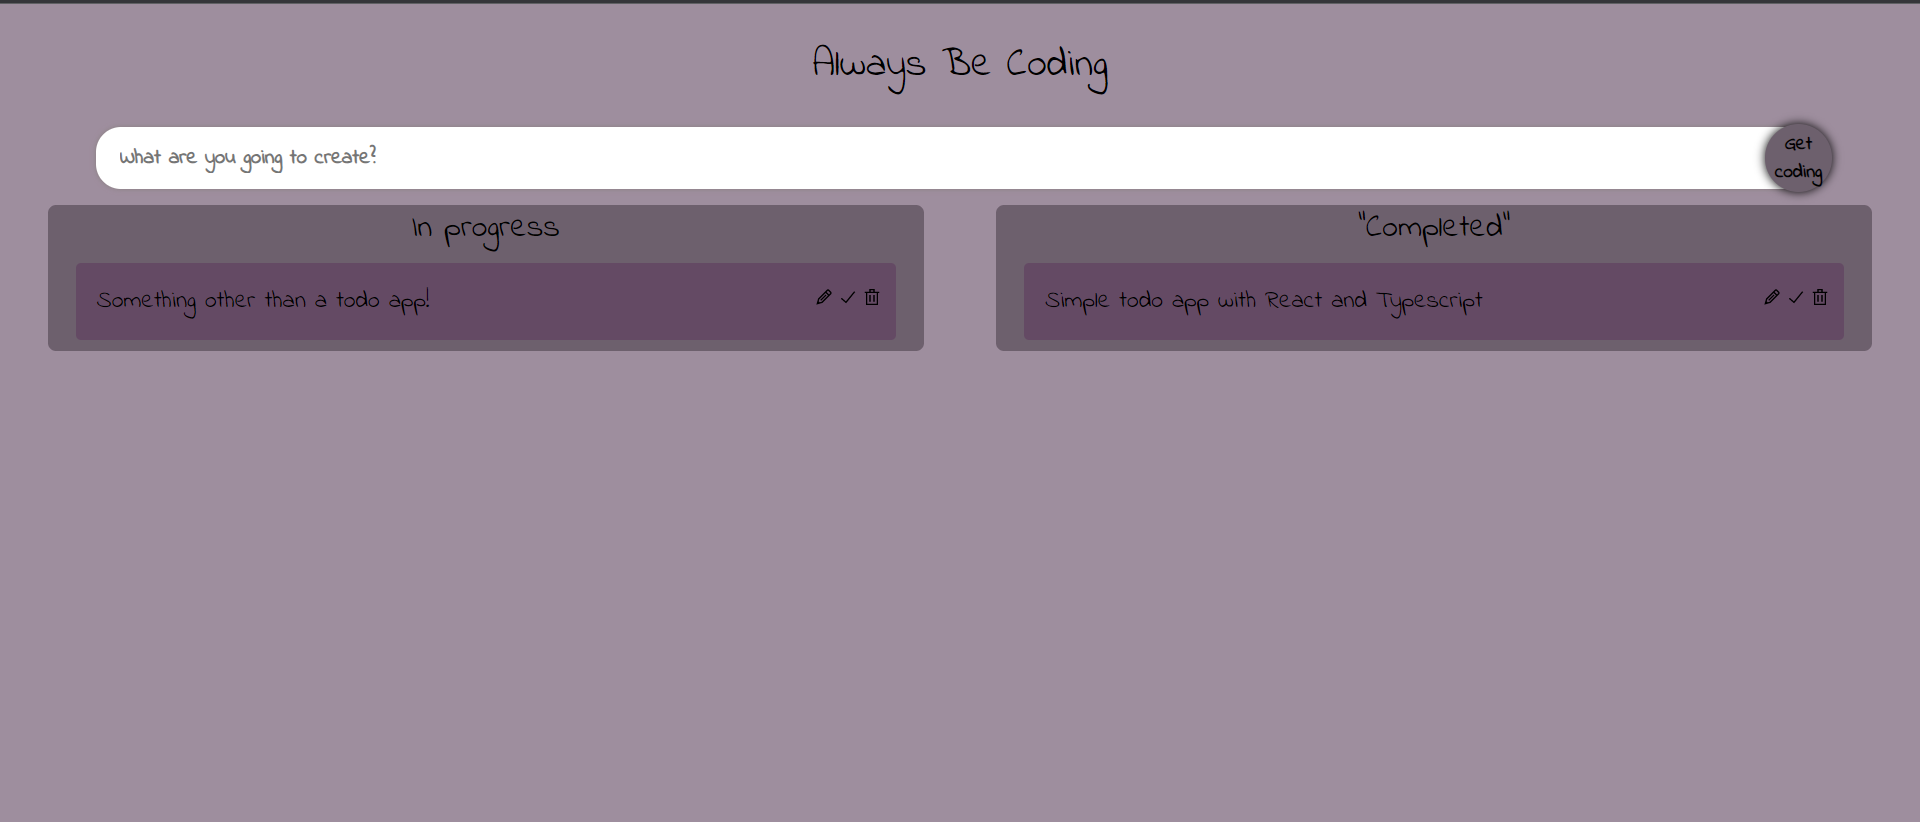 Always Be Coding
What are you going to create?
Get
coding
In progress
Something other than a todo app!
"Completed"
Simple todo app with React and Typescript